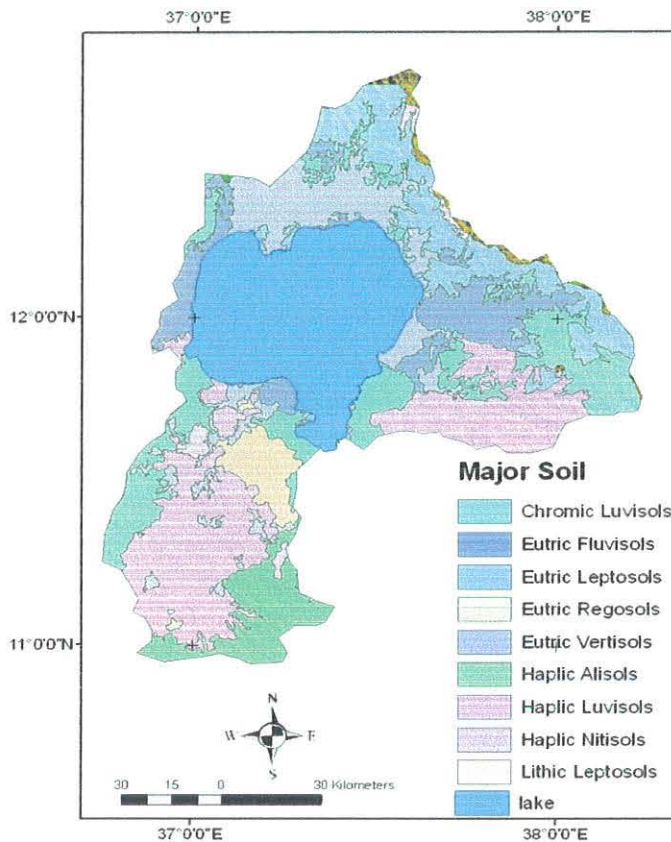 37°0'0"E 38°0'0"E
12°0'0"N
11°0'0"N
Major Soil
Chromic Luvisols
Eutric Fluvisols
Eutric Leptosols
Eutric Regosols
Eutric Vertisols
Haplic Alisols
Haplic Luvisols
Haplic Nitisols
Lithic Leptosols
lake
N
W E
S
30 15 0 30 Kilometers
37°0'0"E 38°0'0"E